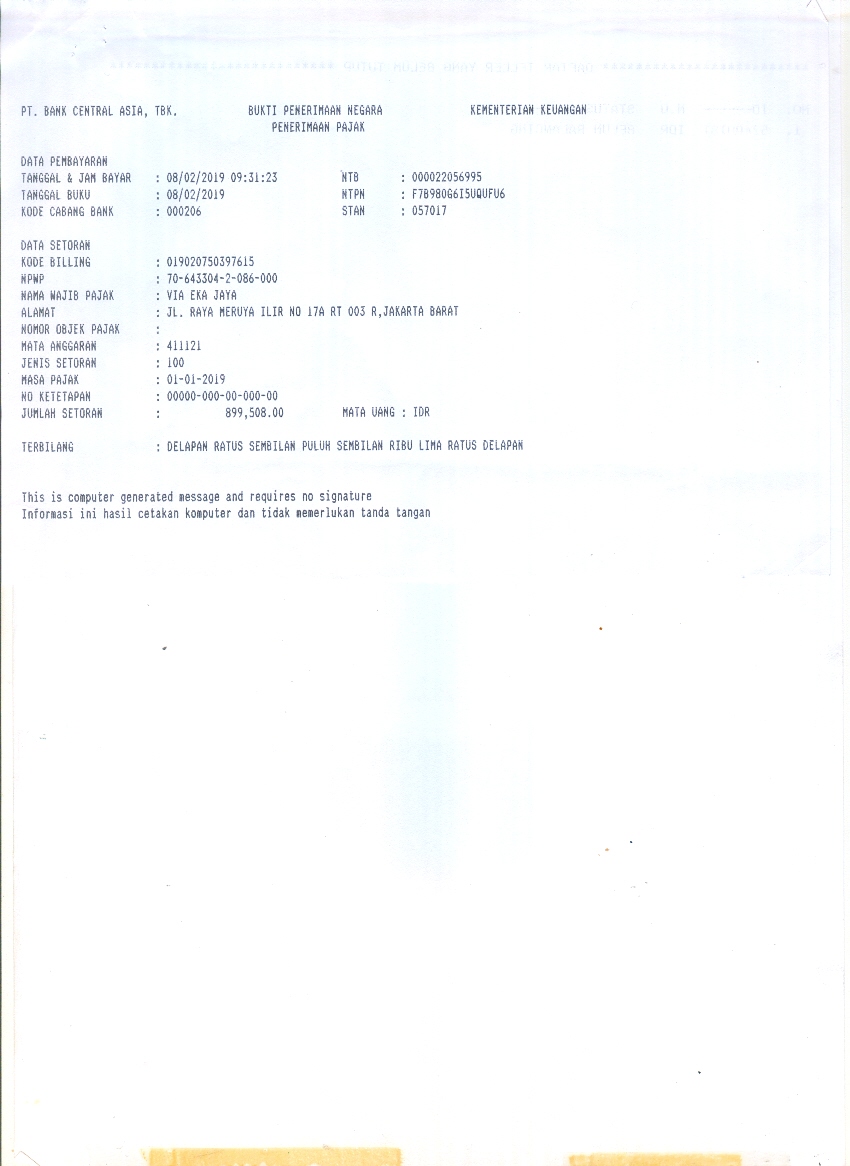 PT. BANK CENTRAL ASIA, TBK. BUKTI PENERIMAAN NEGARA KEMENTERIAN KEUANGAN
PENERIMAAN PAJAK
DATA PEMBAYARAN
TANGGAL & JAM BAYAR : 08/02/2019 09:31:23 NTB : 000022056995
TANGGAL BUKU : 08/02/2019 NTPN : F7B980G6I5UQUFU6
KODE CABANG BANK : 000206 STAN : 057017
DATA SETORAN
KODE BILLING : 019020750397615
NPWP : 70-643304-2-086-000
NAMA WAJIB PAJAK : VIA EKA JAYA
ALAMAT : JL. RAYA MERUYA ILIR NO 17A RT 003 R,JAKARTA BARAT
NOMOR OBJEK PAJAK :
MATA ANGGARAN : 411121
JENIS SETORAN : 100
MASA PAJAK : 01-01-2019
NO KETETAPAN : 00000-000-00-000-00
JUMLAH SETORAN : 899,508.00 MATA UANG : IDR
TERBILANG : DELAPAN RATUS SEMBILAN PULUH SEMBILAN RIBU LIMA RATUS DELAPAN
This is computer generated message and requires no signature
Informasi ini hasil cetakan komputer dan tidak memerlukan tanda tangan